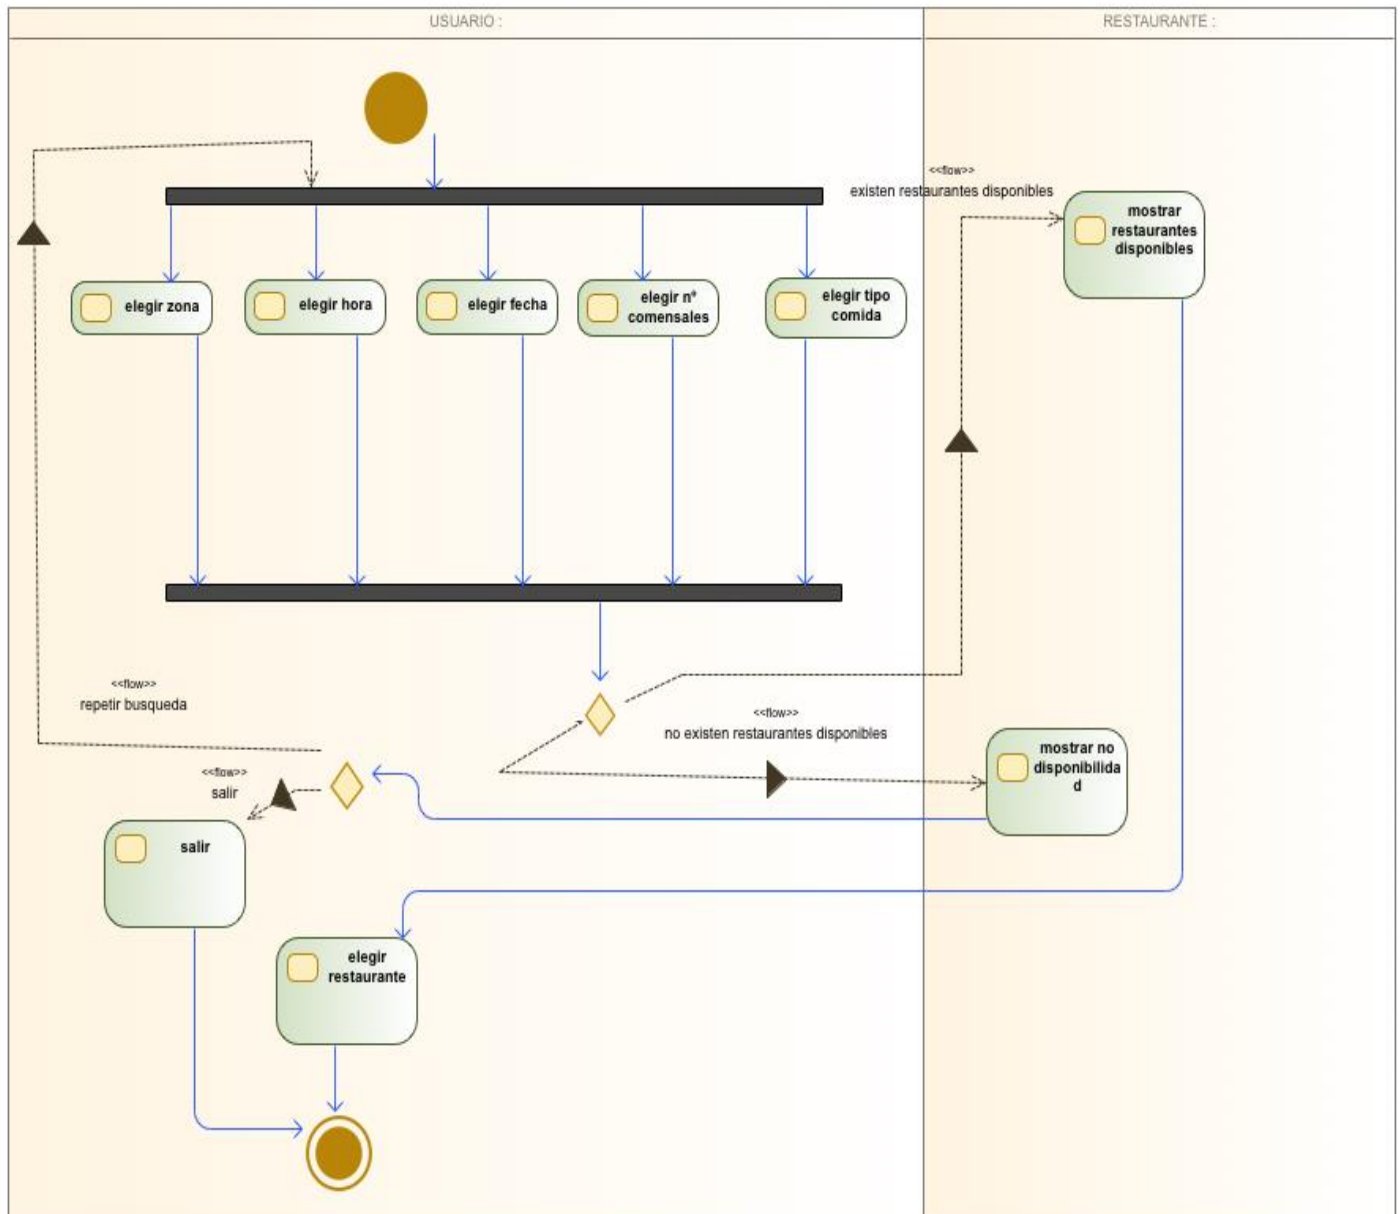 USUARIO :
RESTAURANTE :
<<flow>>
existen restaurantes disponibles
mostrar
restaurantes
disponibles
elegir zona
elegir hora
elegir fecha
elegir nº
comensales
elegir tipo
comida
<<flow>>
repetir busqueda
<<flow>>
no existen restaurantes disponibles
mostrar no
disponibilida
d
<<flow>>
salir
salir
elegir
restaurante